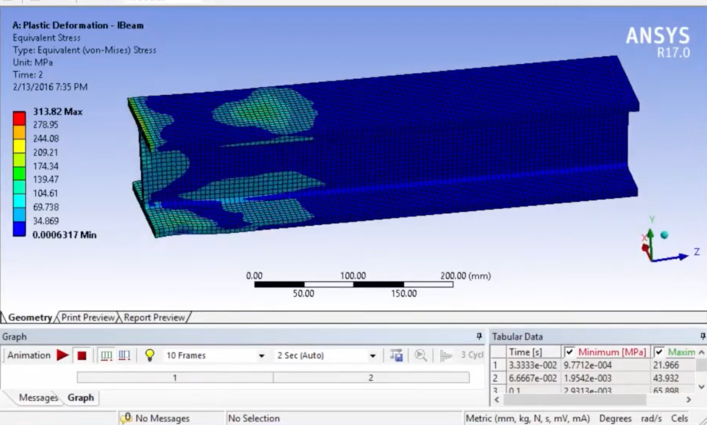 A: Plastic Deformation - IBeam
Equivalent Stress
Type: Equivalent (von-Mises) Stress
Unit: MPa
Time: 2
2/13/2016 7:35 PM
313.82 Max
278.95
244.08
209.21
174.34
139.47
104.61
69.738
34.869
0.0006317 Min
ANSYS
R17.0
Y
X
Z
0.00 100.00 200.00 (mm)
50.00 150.00
Geometry Print Preview Report Preview
Graph
Animation 10 Frames 2 Sec (Auto) 3 Cycl
1 2
Messages Graph
Tabular Data
Time [s] Minimum [MPa] Maxim
1 3.3333e-002 9.7712e-004 21.966
2 6.6667e-002 1.9542e-003 43.932
3 0.1 2.9313e-003 65.898
No Messages No Selection Metric (mm, kg, N, s, mV, mA) Degrees rad/s Cels